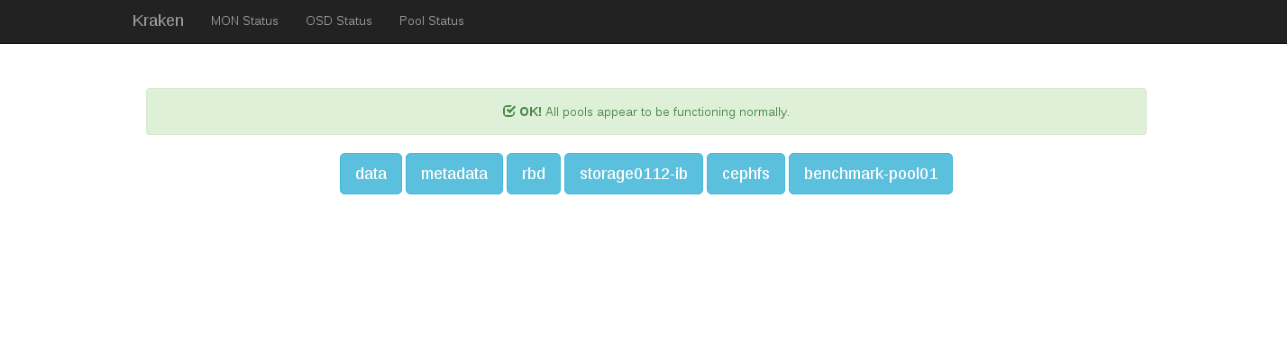 Kraken MON Status OSD Status Pool Status
OK! All pools appear to be functioning normally.
data metadata rbd storage0112-ib cephfs benchmark-pool01